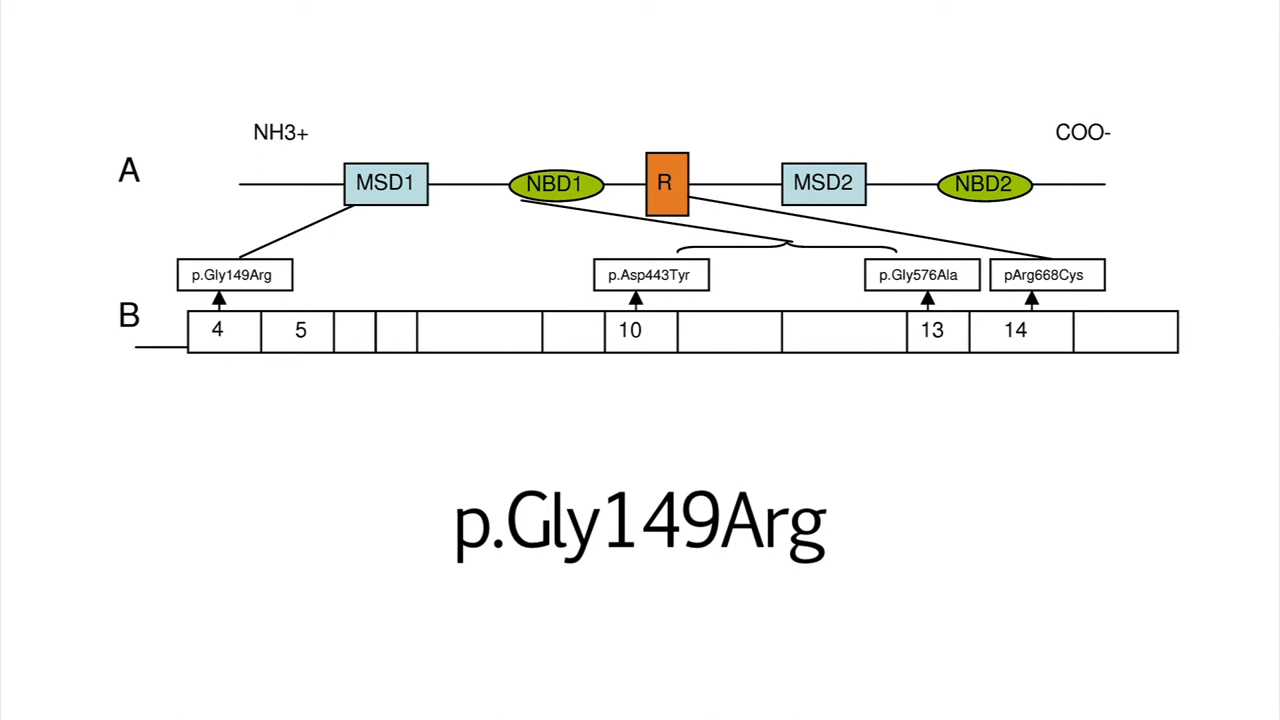 NH3+ COO-
A MSD1 NBD1 R MSD2 NBD2
p.Gly149Arg p.Asp443Tyr p.Gly576Ala pArg668Cys
B 4 5 10 13 14
p.Gly149Arg